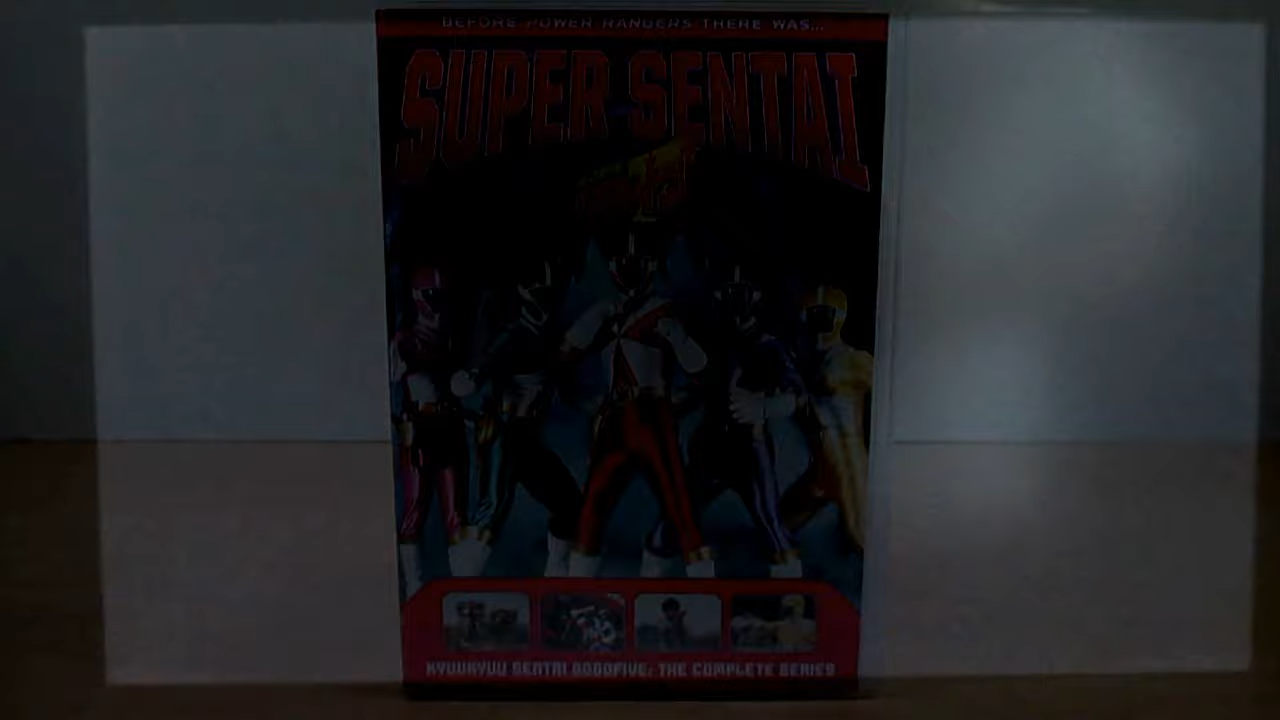 BEFORE POWER RANGERS THERE WAS...
SUPER SENTAI
KYUUKYUU SENTAI GOGOFIVE: THE COMPLETE SERIES